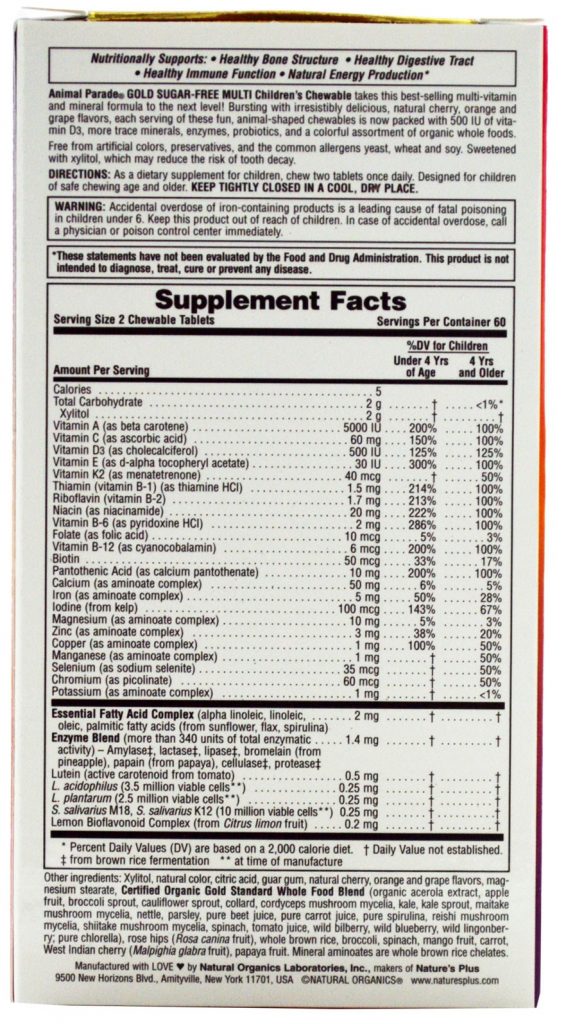 Nutritionally Supports: • Healthy Bone Structure • Healthy Digestive Tract
• Healthy Immune Function • Natural Energy Production*
Animal Parade® GOLD SUGAR-FREE MULTI Children's Chewable takes this best-selling multi-vitamin
and mineral formula to the next level! Bursting with irresistibly delicious, natural cherry, orange and
grape flavors, each serving of these fun, animal-shaped chewables is now packed with 500 IU of vita-
min D3, more trace minerals, enzymes, probiotics, and a colorful assortment of organic whole foods.
Free from artificial colors, preservatives, and the common allergens yeast, wheat and soy. Sweetened
with xylitol, which may reduce the risk of tooth decay.
DIRECTIONS: As a dietary supplement for children, chew two tablets once daily. Designed for children
of safe chewing age and older. KEEP TIGHTLY CLOSED IN A COOL, DRY PLACE.
WARNING: Accidental overdose of iron-containing products is a leading cause of fatal poisoning
in children under 6. Keep this product out of reach of children. In case of accidental overdose, call
a physician or poison control center immediately.
*These statements have not been evaluated by the Food and Drug Administration. This product is not
intended to diagnose, treat, cure or prevent any disease.
Supplement Facts
Serving Size 2 Chewable Tablets Servings Per Container 60
%DV for Children
Under 4 Yrs 4 Yrs
Amount Per Serving of Age and Older
Calories 5
Total Carbohydrate 2 g † <1%*
Xylitol 2 g † †
Vitamin A (as beta carotene) 5000 IU 200% 100%
Vitamin C (as ascorbic acid) 60 mg 150% 100%
Vitamin D3 (as cholecalciferol) 500 IU 125% 125%
Vitamin E (as d-alpha tocopheryl acetate) 30 IU 300% 100%
Vitamin K2 (as menatetrenone) 40 mcg † 50%
Thiamin (vitamin B-1) (as thiamine HCl) 1.5 mg 214% 100%
Riboflavin (vitamin B-2) 1.7 mg 213% 100%
Niacin (as niacinamide) 20 mg 222% 100%
Vitamin B-6 (as pyridoxine HCl) 2 mg 286% 100%
Folate (as folic acid) 10 mcg 5% 3%
Vitamin B-12 (as cyanocobalamin) 6 mcg 200% 100%
Biotin 50 mcg 33% 17%
Pantothenic Acid (as calcium pantothenate) 10 mg 200% 100%
Calcium (as aminoate complex) 50 mg 6% 5%
Iron (as aminoate complex) 5 mg 50% 28%
Iodine (from kelp) 100 mcg 143% 67%
Magnesium (as aminoate complex) 10 mg 5% 3%
Zinc (as aminoate complex) 3 mg 38% 20%
Copper (as aminoate complex) 1 mg 100% 50%
Manganese (as aminoate complex) 1 mg † 50%
Selenium (as sodium selenite) 35 mcg † 50%
Chromium (as picolinate) 60 mcg † 50%
Potassium (as aminoate complex) 1 mg † <1%
Essential Fatty Acid Complex (alpha linoleic, linoleic, 2 mg † †
oleic, palmitic fatty acids (from sunflower, flax, spirulina)
Enzyme Blend (more than 340 units of total enzymatic 1.4 mg † †
activity) – Amylase‡, lactase‡, lipase‡, bromelain (from
pineapple), papain (from papaya), cellulase‡, protease‡
Lutein (active carotenoid from tomato) 0.5 mg † †
L. acidophilus (3.5 million viable cells**) 0.25 mg † †
L. plantarum (2.5 million viable cells**) 0.25 mg † †
S. salivarius M18, S. salivarius K12 (10 million viable cells**) 0.25 mg † †
Lemon Bioflavonoid Complex (from Citrus limon fruit) 0.2 mg † †
* Percent Daily Values (DV) are based on a 2,000 calorie diet. † Daily Value not established.
‡ from brown rice fermentation ** at time of manufacture
Other ingredients: Xylitol, natural color, citric acid, guar gum, natural cherry, orange and grape flavors, mag-
nesium stearate, Certified Organic Gold Standard Whole Food Blend (organic acerola extract, apple
fruit, broccoli sprout, cauliflower sprout, collard, cordyceps mushroom mycelia, kale, kale sprout, maitake
mushroom mycelia, nettle, parsley, pure beet juice, pure carrot juice, pure spirulina, reishi mushroom
mycelia, shiitake mushroom mycelia, spinach, tomato juice, wild bilberry, wild blueberry, wild lingonber-
ry; pure chlorella), rose hips (Rosa canina fruit), whole brown rice, broccoli, spinach, mango fruit, carrot,
West Indian cherry (Malpighia glabra fruit), papaya fruit. Mineral aminoates are whole brown rice chelates.
Manufactured with LOVE ♥ by Natural Organics Laboratories, Inc., makers of Nature's Plus
9500 New Horizons Blvd., Amityville, New York 11701, USA ©NATURAL ORGANICS® www.naturesplus.com